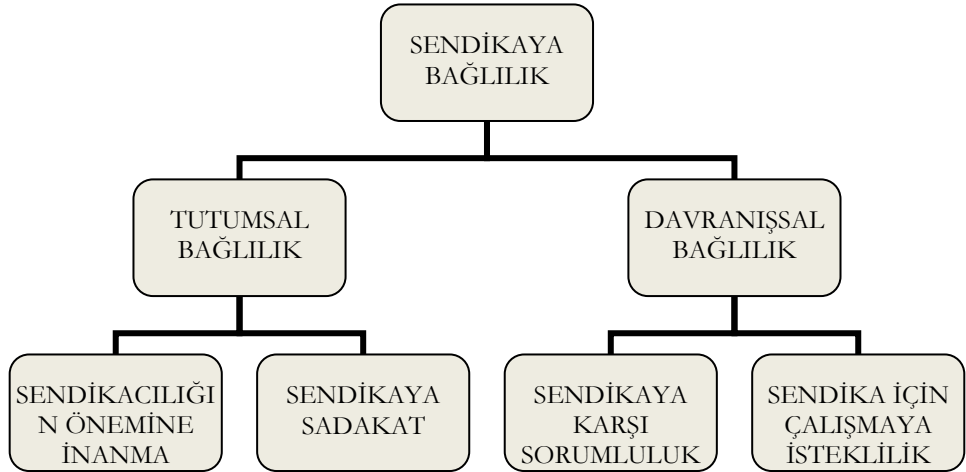 SENDİKAYA
BAĞLILIK
TUTUMSAL
BAĞLILIK
DAVRANIŞSAL
BAĞLILIK
SENDİKACILIĞI
N ÖNEMİNE
İNANMA
SENDİKAYA
SADAKAT
SENDİKAYA
KARŞI
SORUMLULUK
SENDİKA İÇİN
ÇALIŞMAYA
İSTEKLİLİK